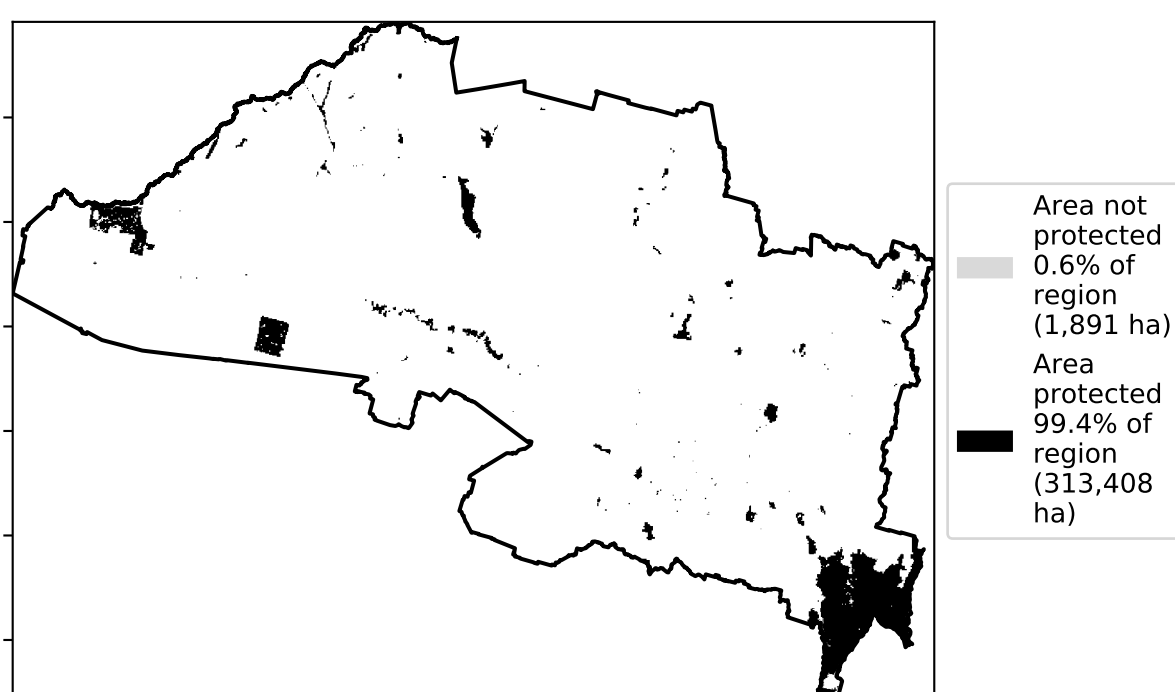 Area not
protected
0.6% of
region
(1,891 ha)
Area
protected
99.4% of
region
(313,408
ha)